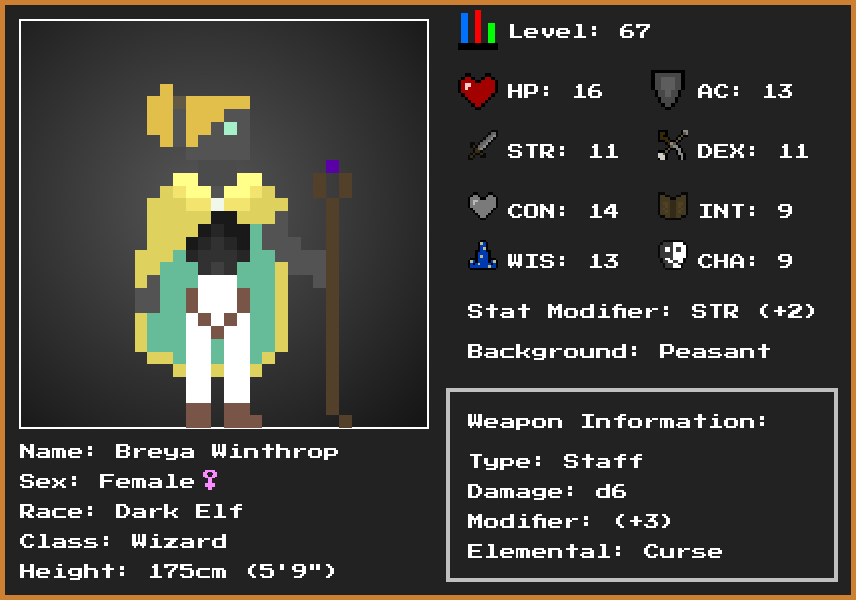 Level: 67
HP: 16
AC: 13
STR: 11
DEX: 11
CON: 14
INT: 9
WIS: 13
CHA: 9
Stat Modifier: STR (+2)
Background: Peasant
Weapon Information:
Type: Staff
Damage: d6
Modifier: (+3)
Elemental: Curse
Name: Breya Winthrop
Sex: Female♀
Race: Dark Elf
Class: Wizard
Height: 175cm (5'9")